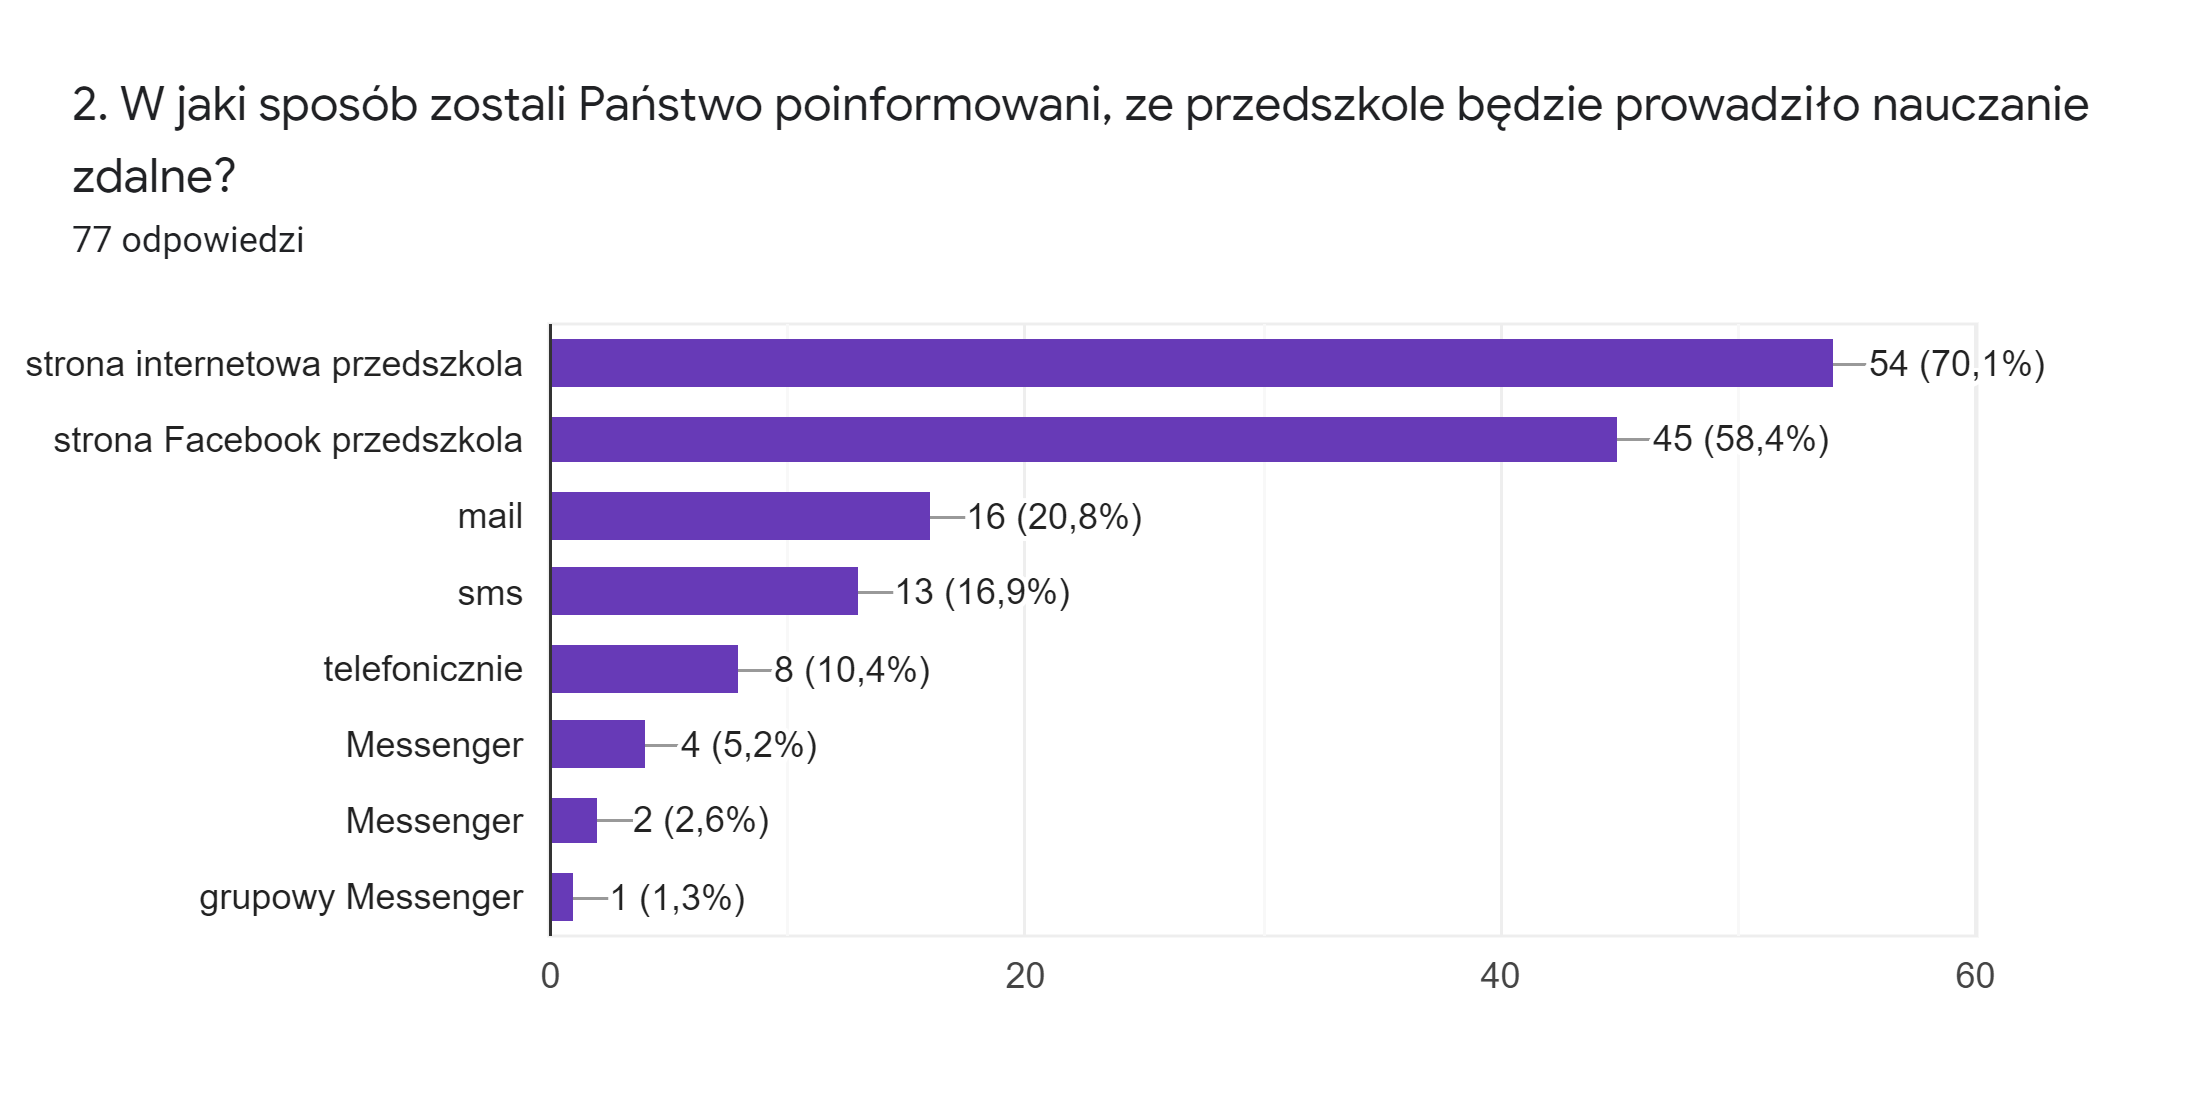 2. W jaki sposób zostali Państwo poinformowani, ze przedszkole będzie prowadziło nauczanie
zdalne?
77 odpowiedzi
strona internetowa przedszkola 54 (70,1%)
strona Facebook przedszkola 45 (58,4%)
mail 16 (20,8%)
sms 13 (16,9%)
telefonicznie 8 (10,4%)
Messenger 4 (5,2%)
Messenger 2 (2,6%)
grupowy Messenger 1 (1,3%)
0 20 40 60